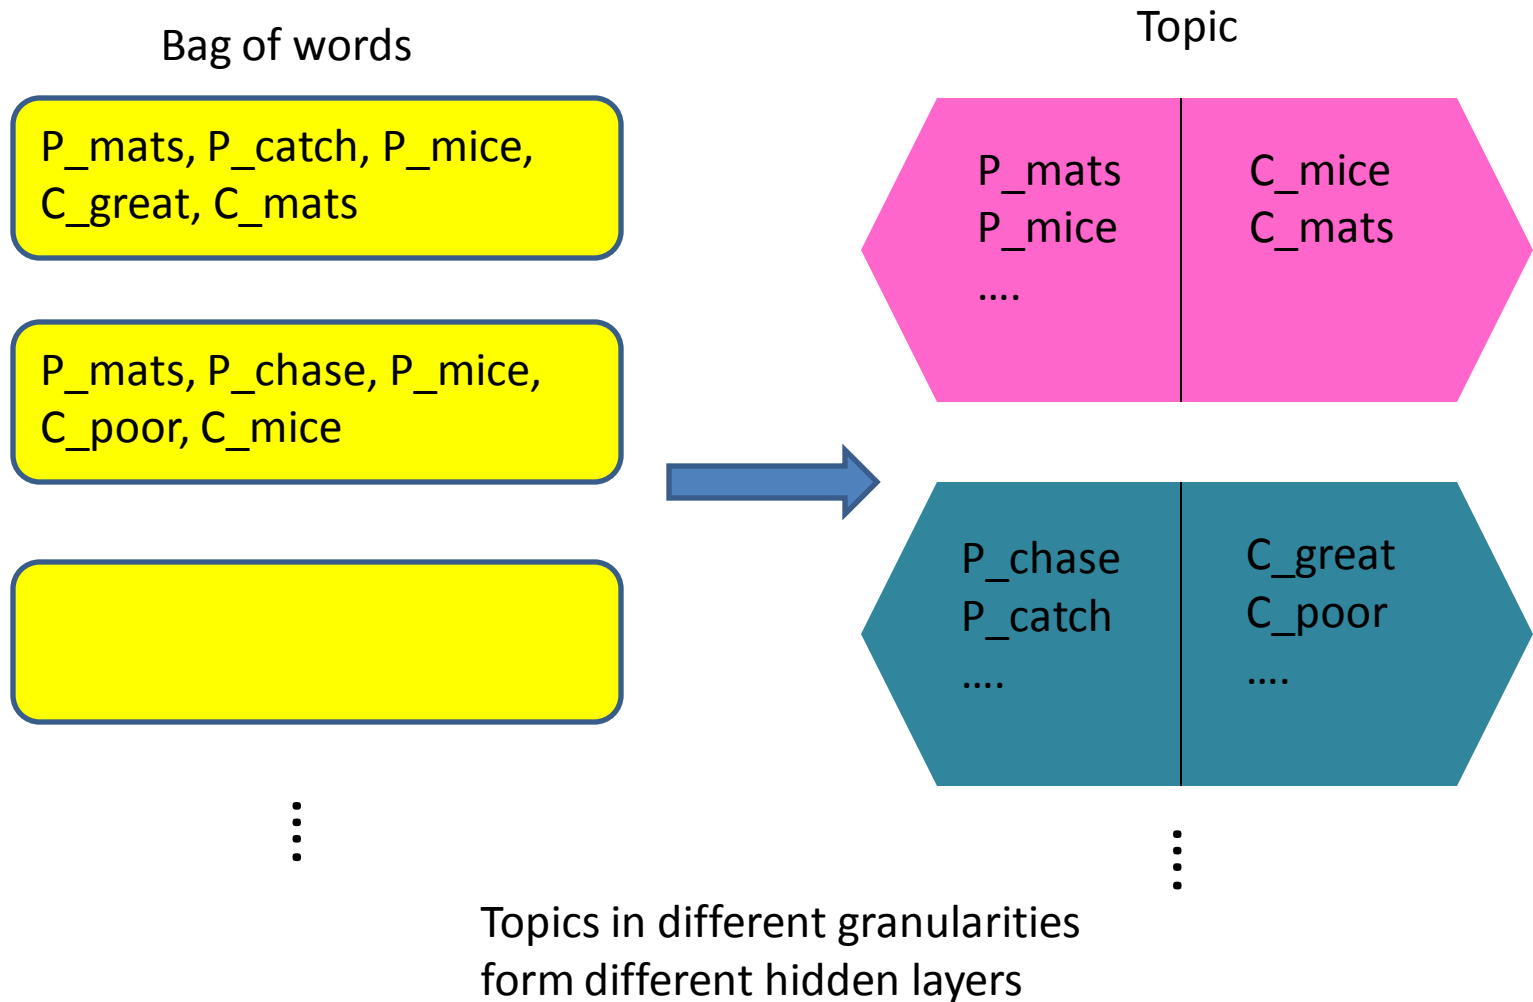 Bag of words
P_mats, P_catch, P_mice,
C_great, C_mats
P_mats, P_chase, P_mice,
C_poor, C_mice
Topic
P_mats
P_mice
....
C_mice
C_mats
P_chase
P_catch
....
C_great
C_poor
....
Topics in different granularities
form different hidden layers